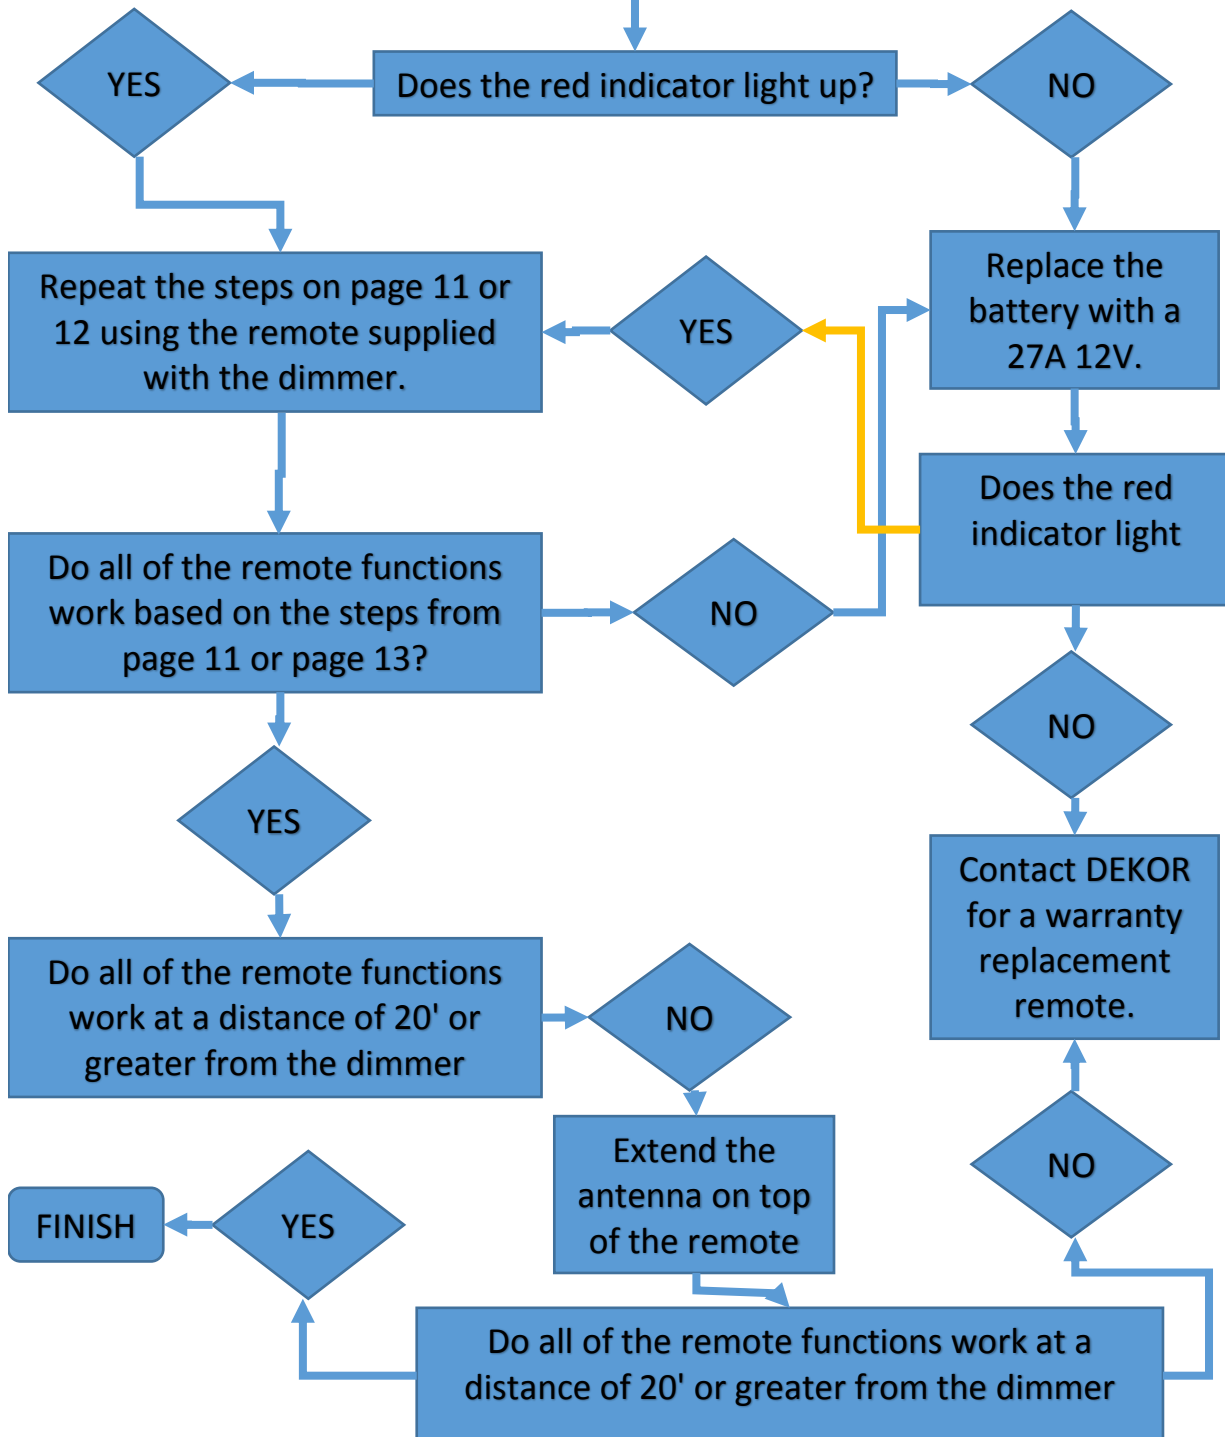 YES
Does the red indicator light up?
NO
Repeat the steps on page 11 or
12 using the remote supplied
with the dimmer.
YES
Replace the
battery with a
27A 12V.
Does the red
indicator light
Do all of the remote functions
work based on the steps from
page 11 or page 13?
NO
NO
YES
Contact DEKOR
for a warranty
replacement
remote.
Do all of the remote functions
work at a distance of 20' or
greater from the dimmer
NO
Extend the
antenna on top
of the remote
NO
FINISH
YES
Do all of the remote functions work at a
distance of 20' or greater from the dimmer